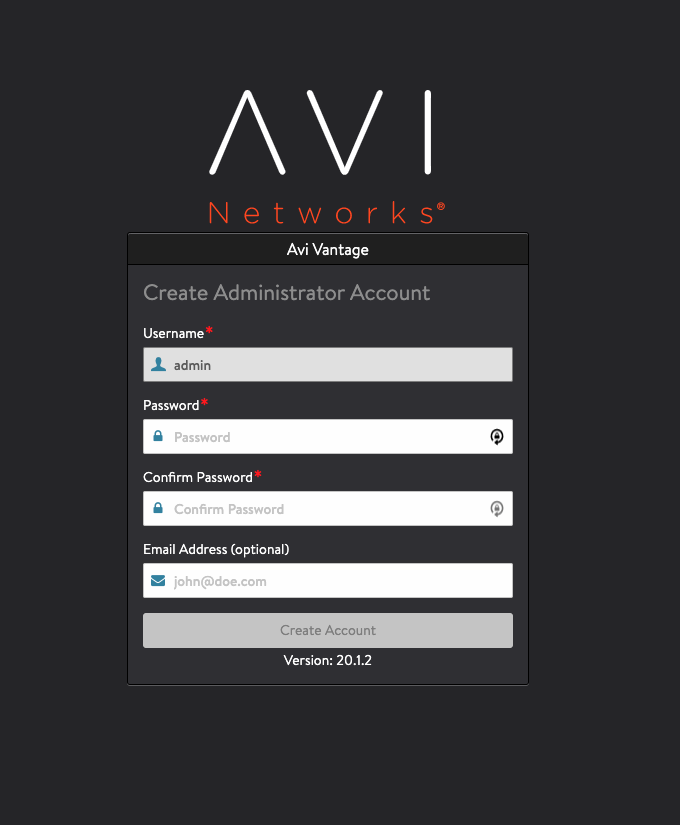 AVI
Networks®
Avi Vantage
Create Administrator Account
Username*
admin
Password*
Password
Confirm Password*
Confirm Password
Email Address (optional)
john@doe.com
Create Account
Version: 20.1.2